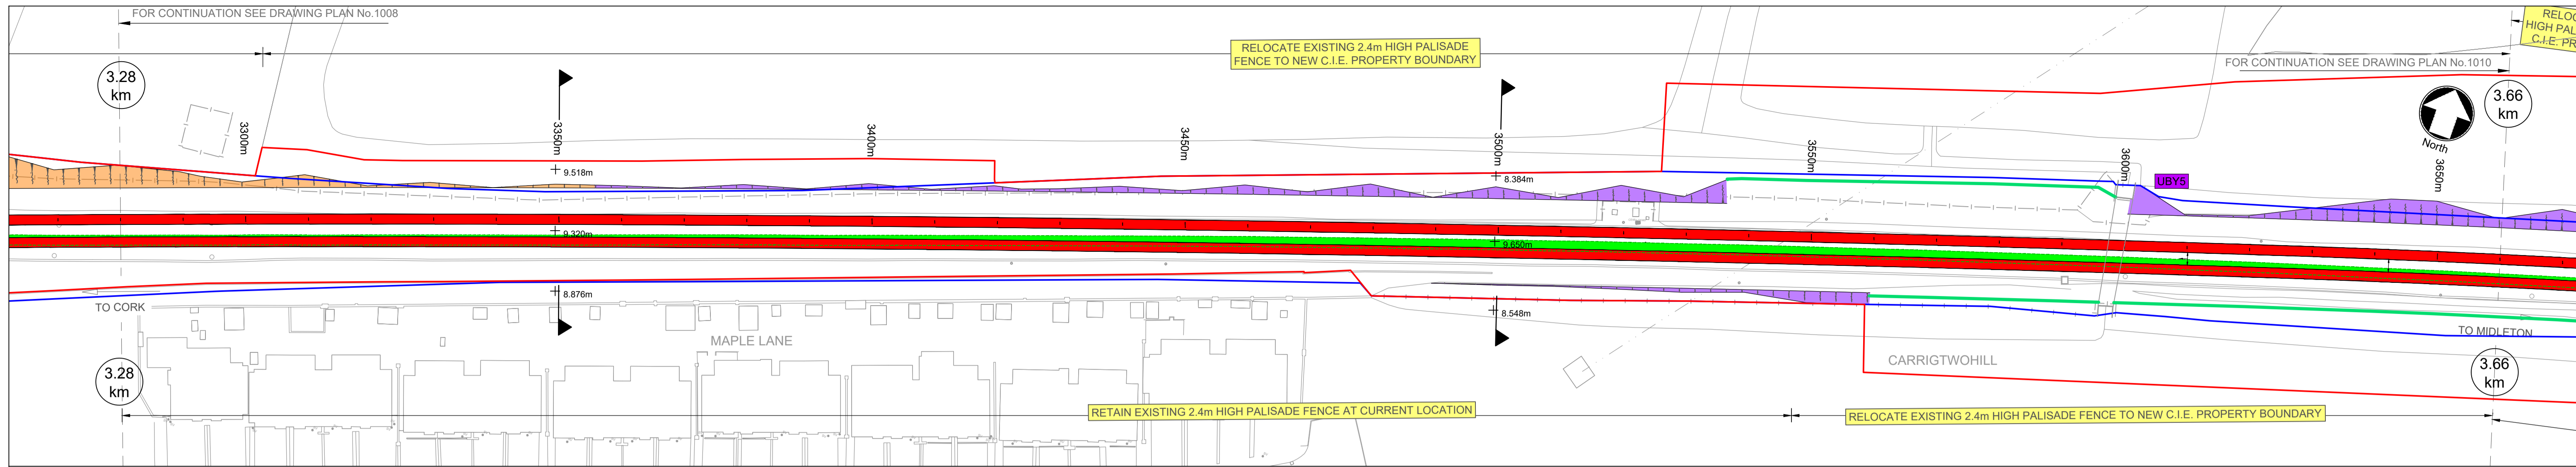 FOR CONTINUATION SEE DRAWING PLAN No.1008
3.28
km
RELOCATE EXISTING 2.4m HIGH PALISADE
FENCE TO NEW C.I.E. PROPERTY BOUNDARY
FOR CONTINUATION SEE DRAWING PLAN No.1010
3.66
km
North
3300m
3350m
3400m
3450m
3500m
3550m
3600m
3650m
UBY5
9.518m
8.384m
9.320m
9.650m
8.876m
8.548m
TO CORK
TO MIDLETON
MAPLE LANE
CARRIGTWOHILL
3.28
km
3.66
km
RETAIN EXISTING 2.4m HIGH PALISADE FENCE AT CURRENT LOCATION
RELOCATE EXISTING 2.4m HIGH PALISADE FENCE TO NEW C.I.E. PROPERTY BOUNDARY